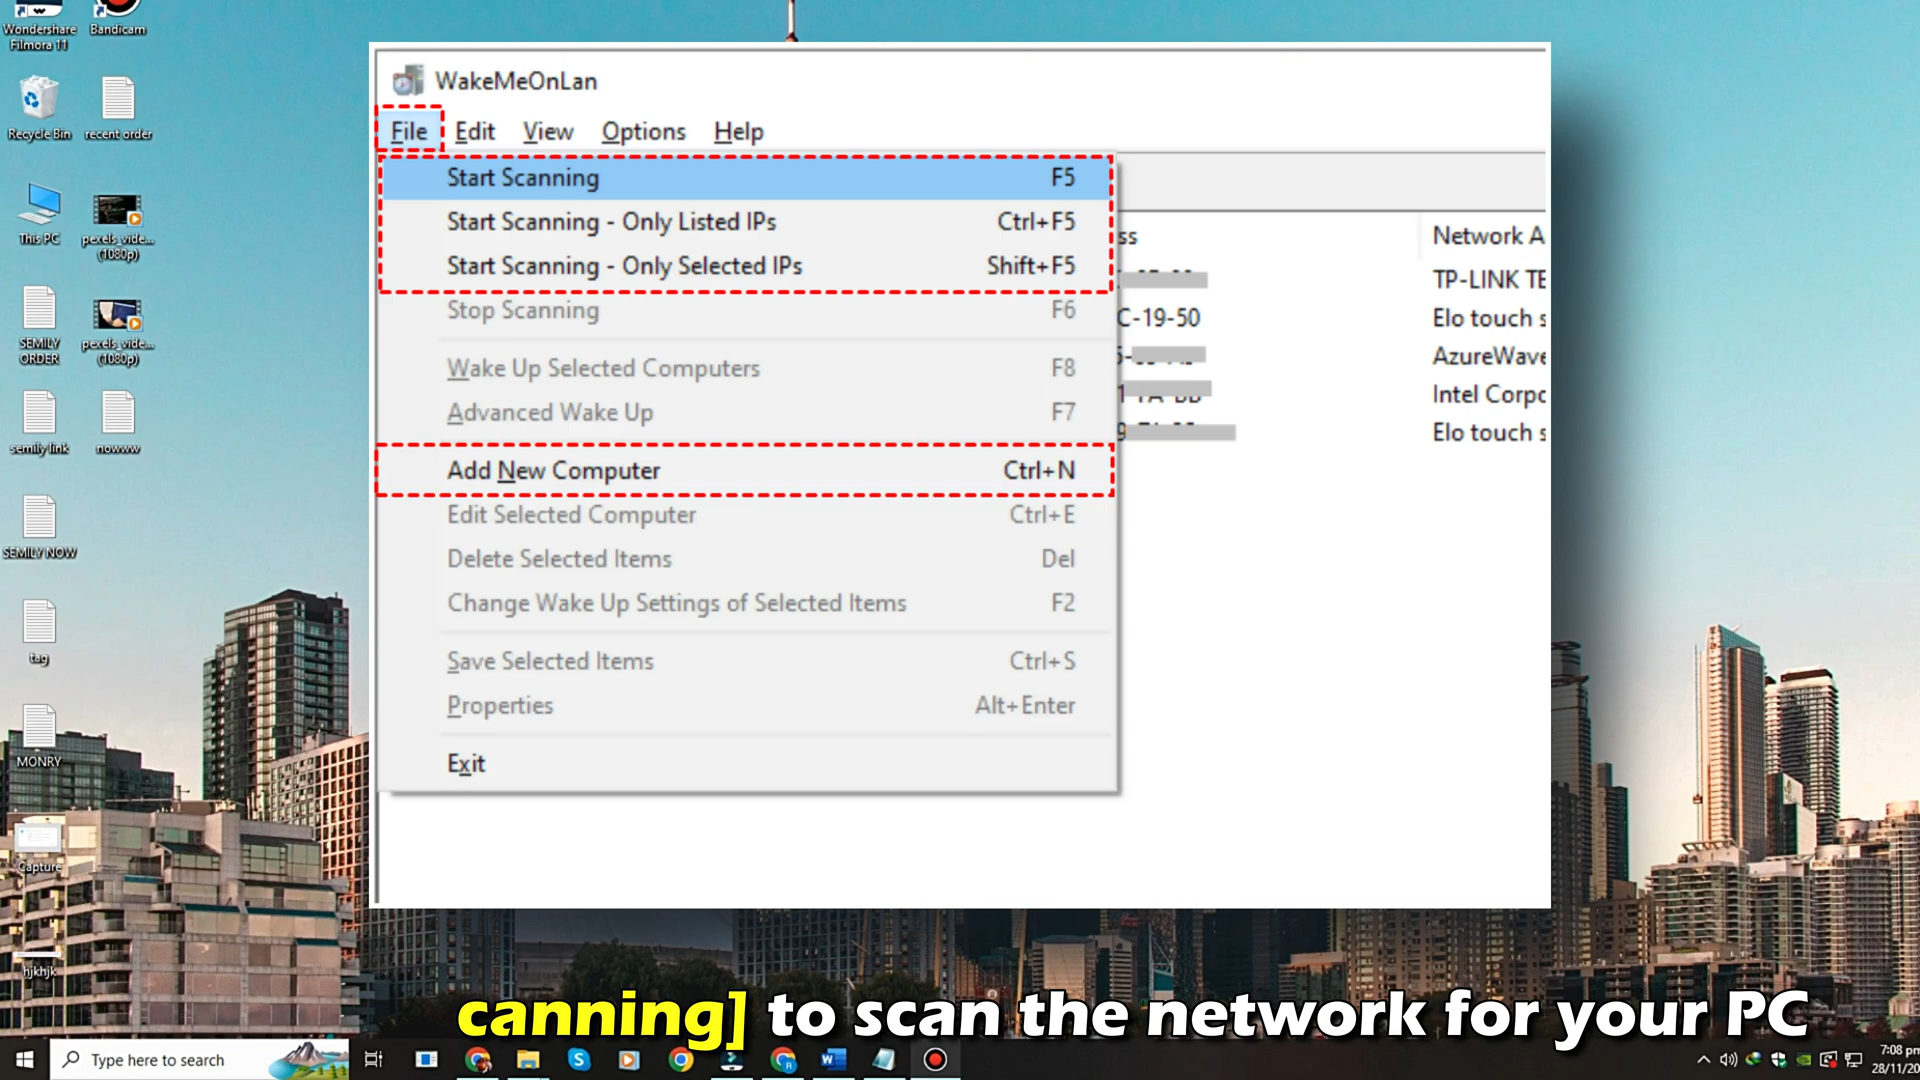 Wondershare
Filmora 11
Bandicam
Recycle Bin
recent order
This PC
pexels_vide...
(1080p)
SEMILY
ORDER
pexels_vide...
(1080p)
semily link
nowww
SEMILY NOW
tag
MONRY
Capture
hjkhjk
WakeMeOnLan
File Edit View Options Help
Start Scanning F5
Start Scanning - Only Listed IPs Ctrl+F5
Start Scanning - Only Selected IPs Shift+F5
Stop Scanning F6
Wake Up Selected Computers F8
Advanced Wake Up F7
Add New Computer Ctrl+N
Edit Selected Computer Ctrl+E
Delete Selected Items Del
Change Wake Up Settings of Selected Items F2
Save Selected Items Ctrl+S
Properties Alt+Enter
Exit
ss Network A
TP-LINK TE
C-19-50 Elo touch s
AzureWave
Intel Corpo
Elo touch s
canning] to scan the network for your PC
Type here to search
7:08 pm
28/11/20